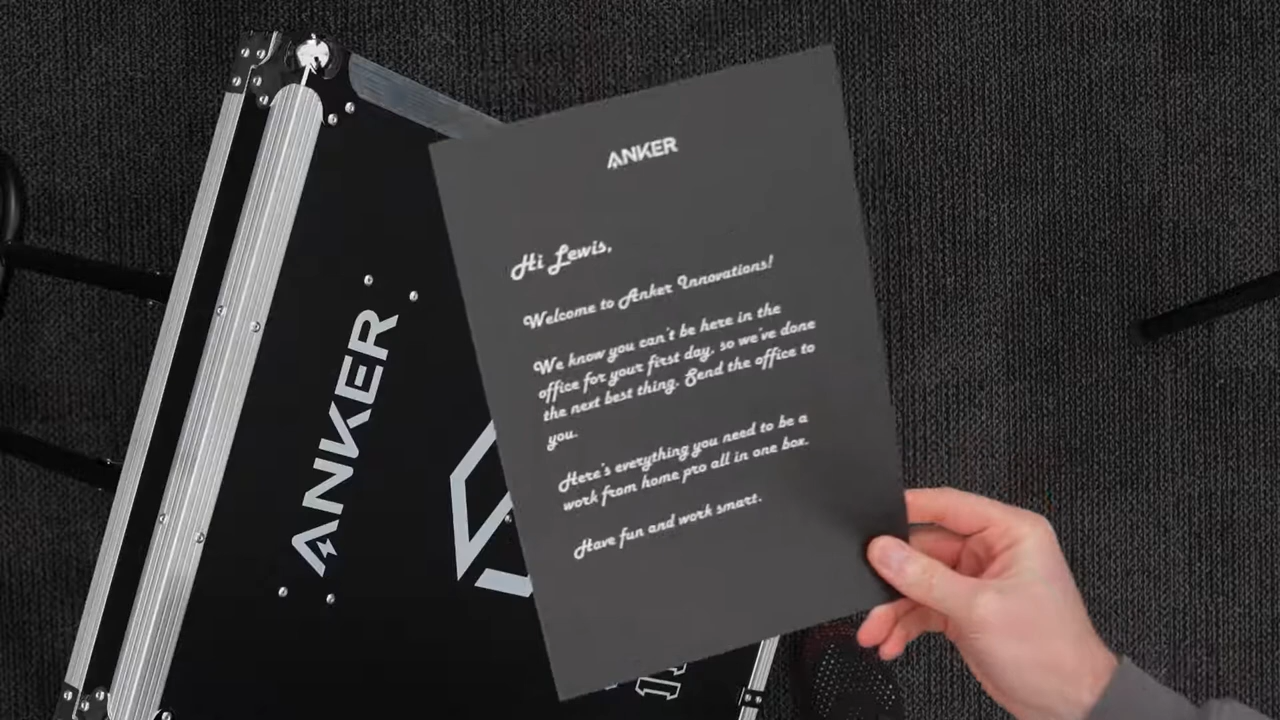 ANKER
ANKER
Hi Lewis,
Welcome to Anker Innovations!
We know you can't be here in the
office for your first day, so we've done
the next best thing. Send the office to
you.
Here's everything you need to be a
work from home pro all in one box.
Have fun and work smart.